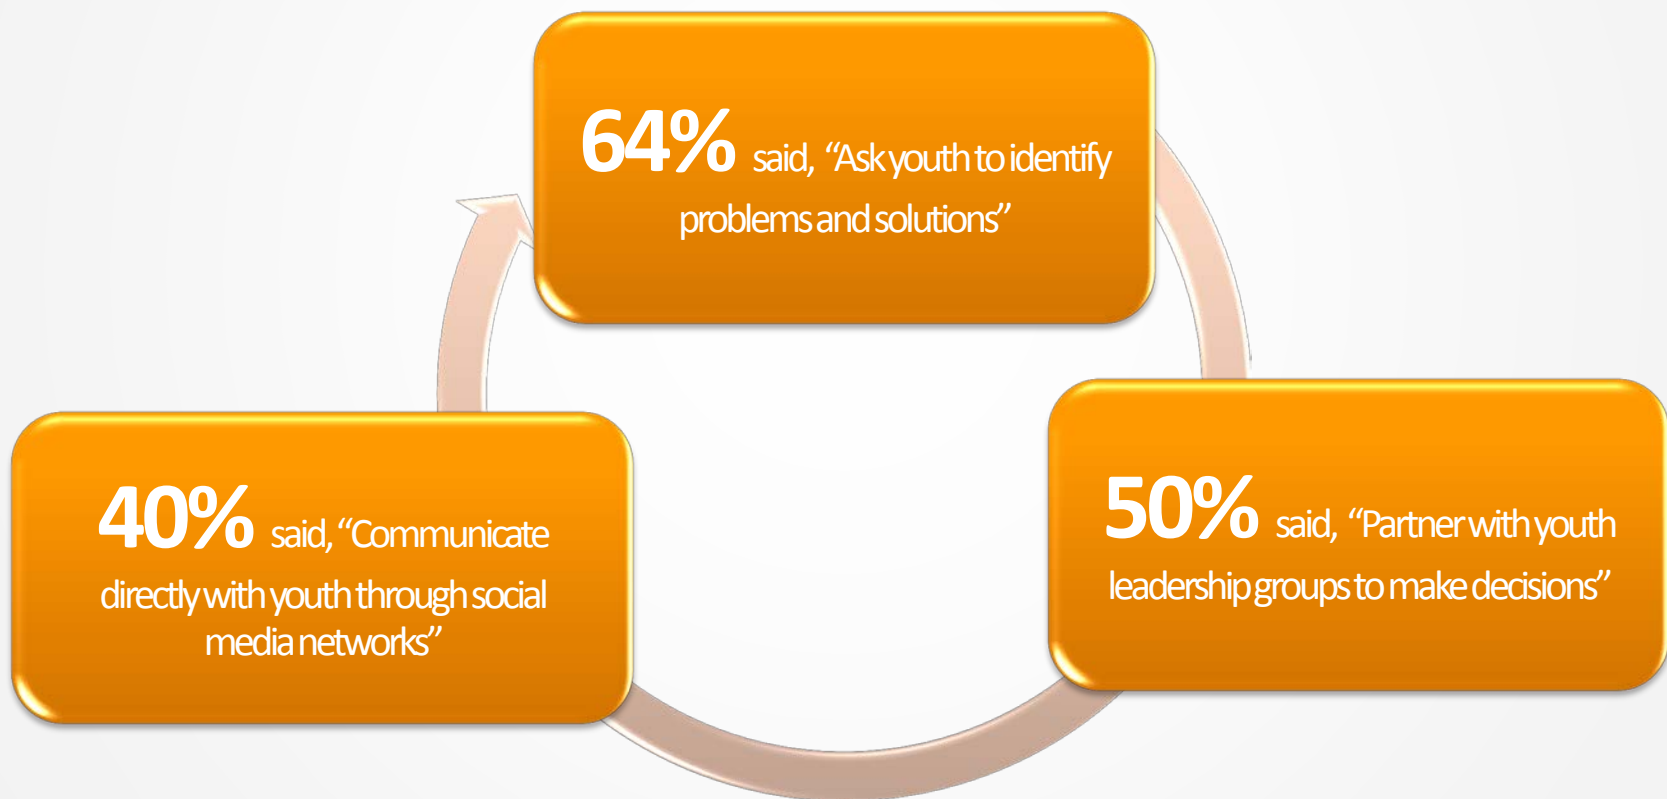 64% said, “Ask youth to identify
problems and solutions”
50% said, “Partner with youth
leadership groups to make decisions”
40% said, “Communicate
directly with youth through social
media networks”